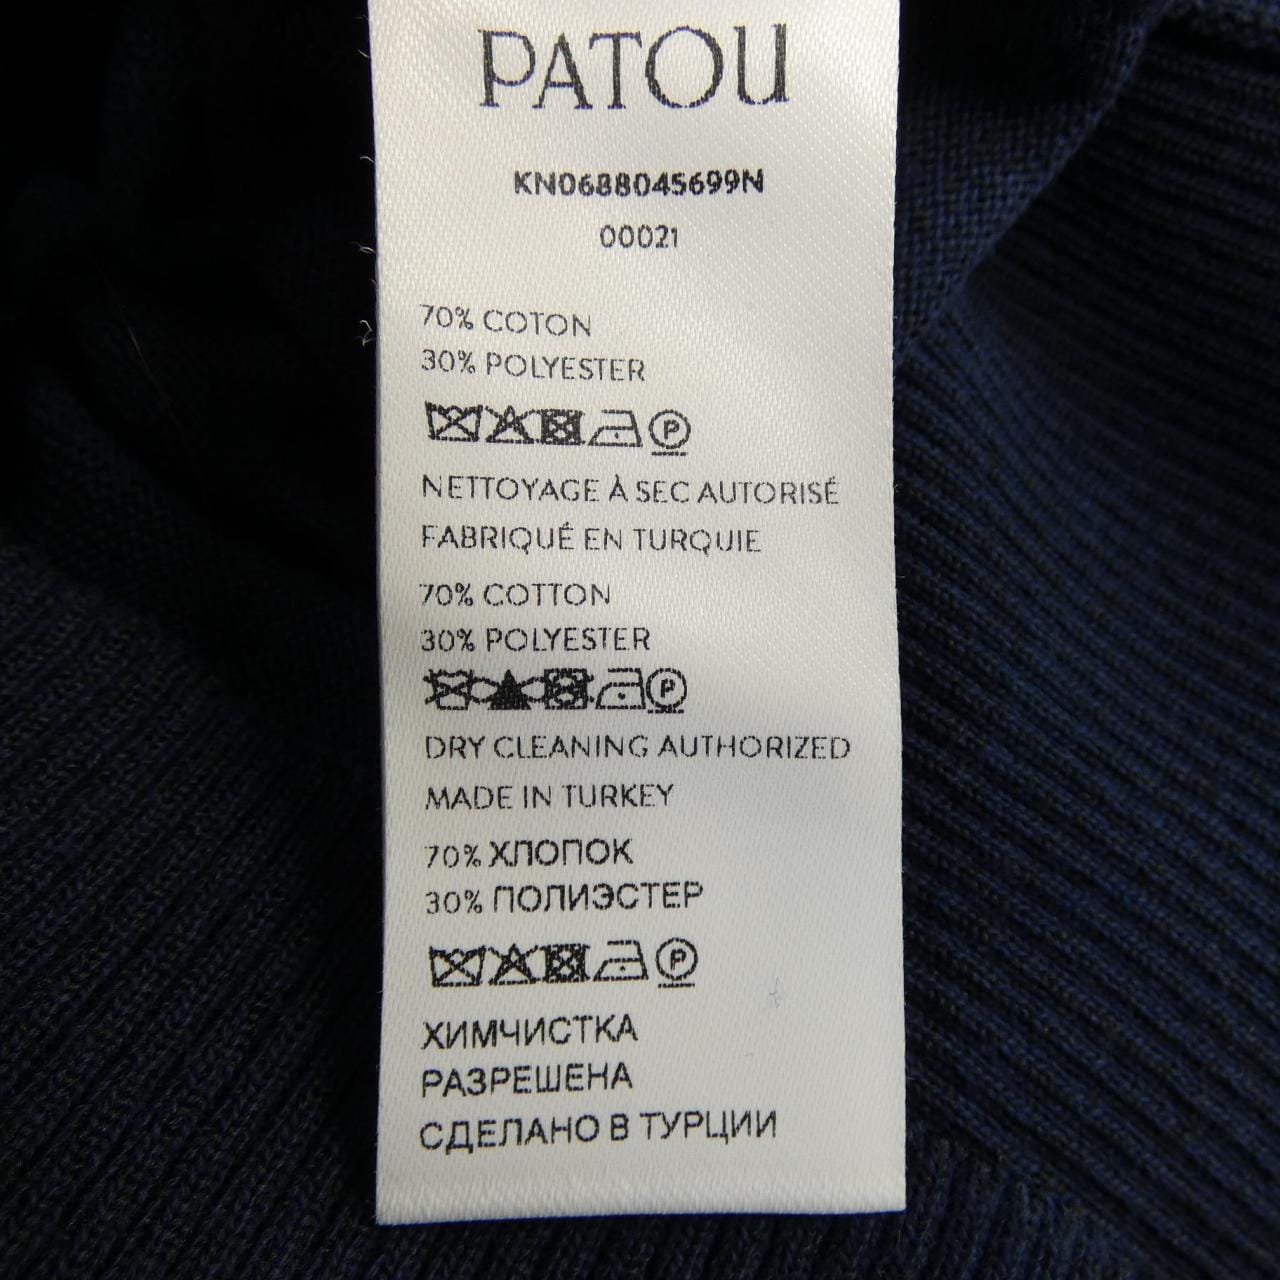 PATOU
KN0688045699N
00021
70% COTON
30% POLYESTER
NETTOYAGE À SEC AUTORISÉ
FABRIQUÉ EN TURQUIE
70% COTTON
30% POLYESTER
DRY CLEANING AUTHORIZED
MADE IN TURKEY
70% ХЛОПОК
30% ПОЛИЭСТЕР
ХИМЧИСТКА
РАЗРЕШЕНА
СДЕЛАНО В ТУРЦИИ